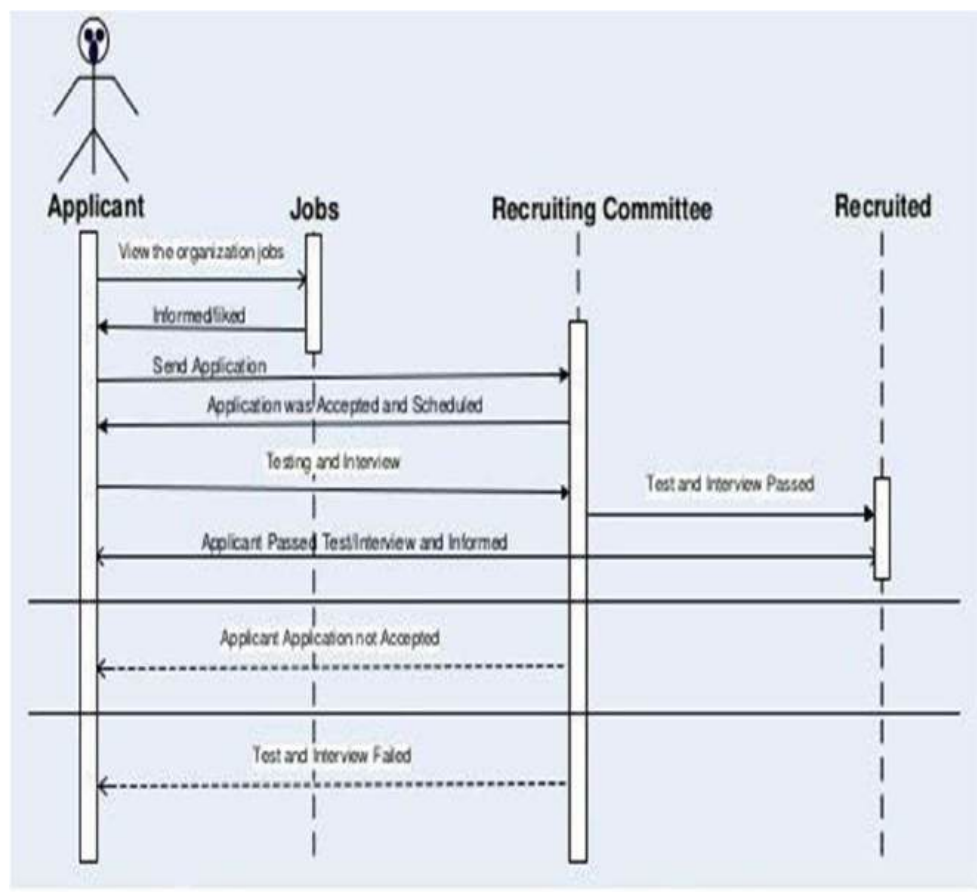 Applicant
Jobs
Recruiting Committee
Recruited
View the organization jobs
Informed/liked
Send Application
Application was Accepted and Scheduled
Testing and Interview
Test and Interview Passed
Applicant Passed Test/Interview and Informed
Applicant Application not Accepted
Test and Interview Failed